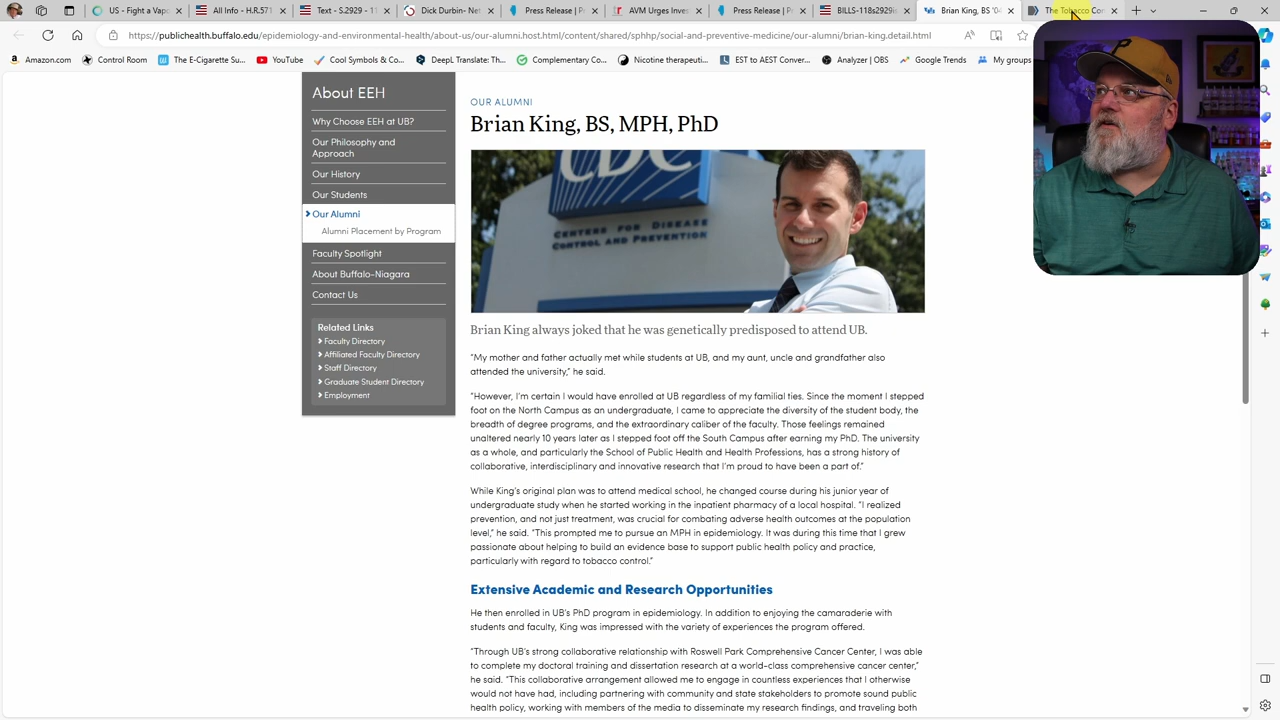 US - Fight a Vap
All Info - H.R.571
Text - S.2929 - 11
Dick Durbin- Net
Press Release | P
AVM Urges Inves
Press Release | P
BILLS-118s2929is
Brian King, BS '04
The Tobacco Con
https://publichealth.buffalo.edu/epidemiology-and-environmental-health/about-us/our-alumni.host.html/content/shared/sphhp/social-and-preventive-medicine/our-alumni/brian-king.detail.html
Amazon.com
Control Room
The E-Cigarette Su...
YouTube
Cool Symbols & Co...
DeepL Translate: Th...
Complementary Co...
Nicotine therapeuti...
EST to AEST Conver...
Analyzer | OBS
Google Trends
My groups
About EEH
Why Choose EEH at UB?
Our Philosophy and
Approach
Our History
Our Students
Our Alumni
Alumni Placement by Program
Faculty Spotlight
About Buffalo-Niagara
Contact Us
Related Links
Faculty Directory
Affiliated Faculty Directory
Staff Directory
Graduate Student Directory
Employment
OUR ALUMNI
Brian King, BS, MPH, PhD
CDC
CENTERS FOR DISEASE
CONTROL AND PREVENTION
Brian King always joked that he was genetically predisposed to attend UB.
"My mother and father actually met while students at UB, and my aunt, uncle and grandfather also
attended the university," he said.
"However, I'm certain I would have enrolled at UB regardless of my familial ties. Since the moment I stepped
foot on the North Campus as an undergraduate, I came to appreciate the diversity of the student body, the
breadth of degree programs, and the extraordinary caliber of the faculty. Those feelings remained
unaltered nearly 10 years later as I stepped foot off the South Campus after earning my PhD. The university
as a whole, and particularly the School of Public Health and Health Professions, has a strong history of
collaborative, interdisciplinary and innovative research that I'm proud to have been a part of."
While King's original plan was to attend medical school, he changed course during his junior year of
undergraduate study when he started working in the inpatient pharmacy of a local hospital. "I realized
prevention, and not just treatment, was crucial for combating adverse health outcomes at the population
level," he said. "This prompted me to pursue an MPH in epidemiology. It was during this time that I grew
passionate about helping to build an evidence base to support public health policy and practice,
particularly with regard to tobacco control."
Extensive Academic and Research Opportunities
He then enrolled in UB's PhD program in epidemiology. In addition to enjoying the camaraderie with
students and faculty, King was impressed with the variety of experiences the program offered.
"Through UB's strong collaborative relationship with Roswell Park Comprehensive Cancer Center, I was able
to complete my doctoral training and dissertation research at a world-class comprehensive cancer center,"
he said. "This collaborative arrangement allowed me to engage in countless experiences that I otherwise
would not have had, including partnering with community and state stakeholders to promote sound public
health policy, working with members of the media to disseminate my research findings, and traveling both